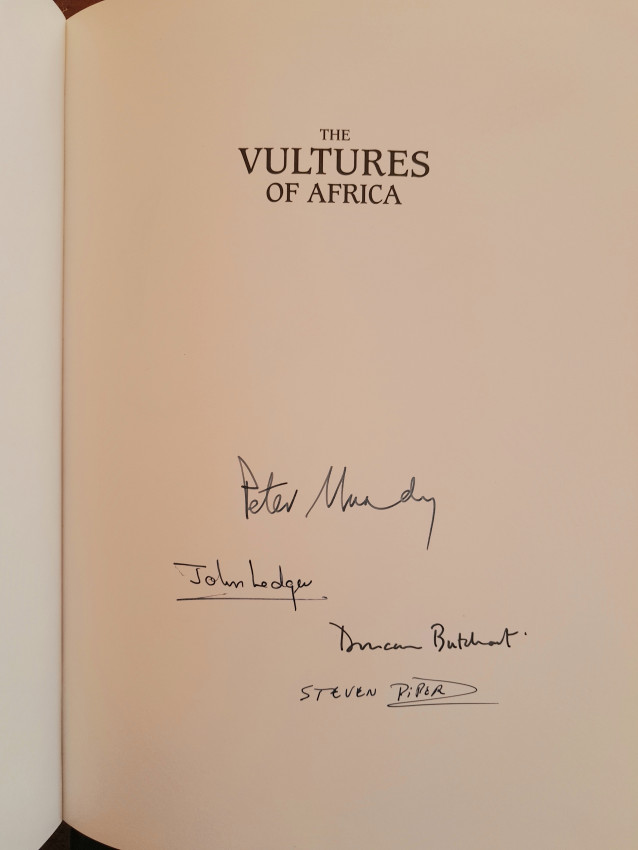 THE
VULTURES
OF AFRICA
Peter Mundy
John Ledger
Duncan Butchart.
STEVEN PIPER